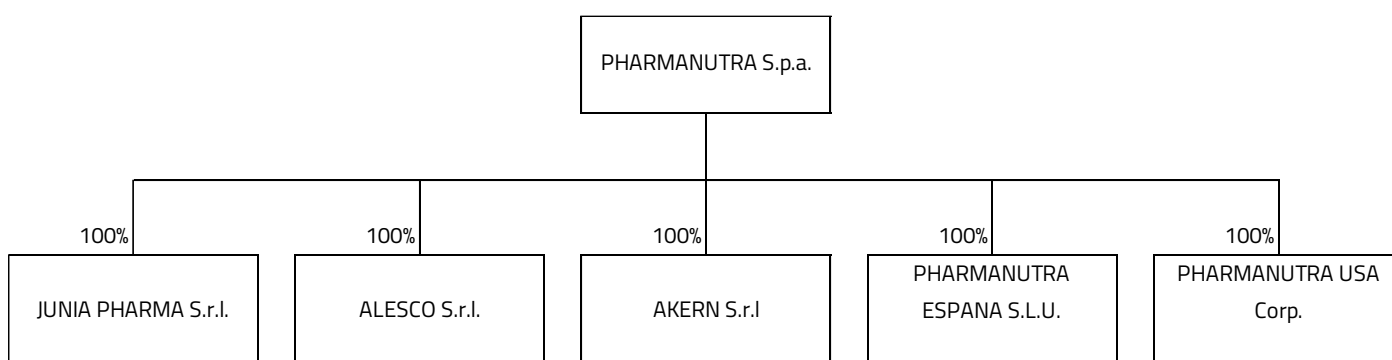 PHARMANUTRA S.p.a.
100%
100%
100%
100%
100%
JUNIA PHARMA S.r.l.
ALESCO S.r.l.
AKERN S.r.l
PHARMANUTRA
ESPANA S.L.U.
PHARMANUTRA USA
Corp.